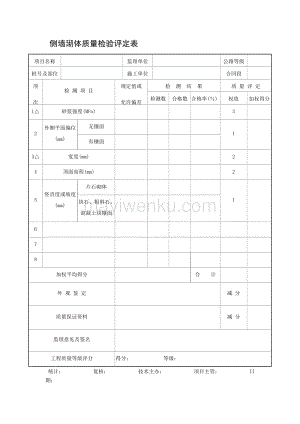 侧墙砌体质量检验评定表
项目名称 监理单位 公路等级
桩号及部位 施工单位 合同段
项次 检测项目 规定值或允许偏差 检测结果 质量评定
检测数 合格数 合格率(%) 权值 加权得分
1△ 砂浆强度(MPa) 3
2 外侧平面偏位(mm) 无镶面 1
有镶面
3△ 宽度(mm) 2
4 顶面高程(mm) 2
5 竖直度或坡度(mm) 片石砌体 1
块石、粗料石、混凝土块镶面
6
7
8
加权平均得分 合计
外观鉴定 减分
质量保证资料 减分
监理意见及签名
工程质量等级评分 得分: 等级:
统计: 复核: 技术主办: 项目主管: 日
期: